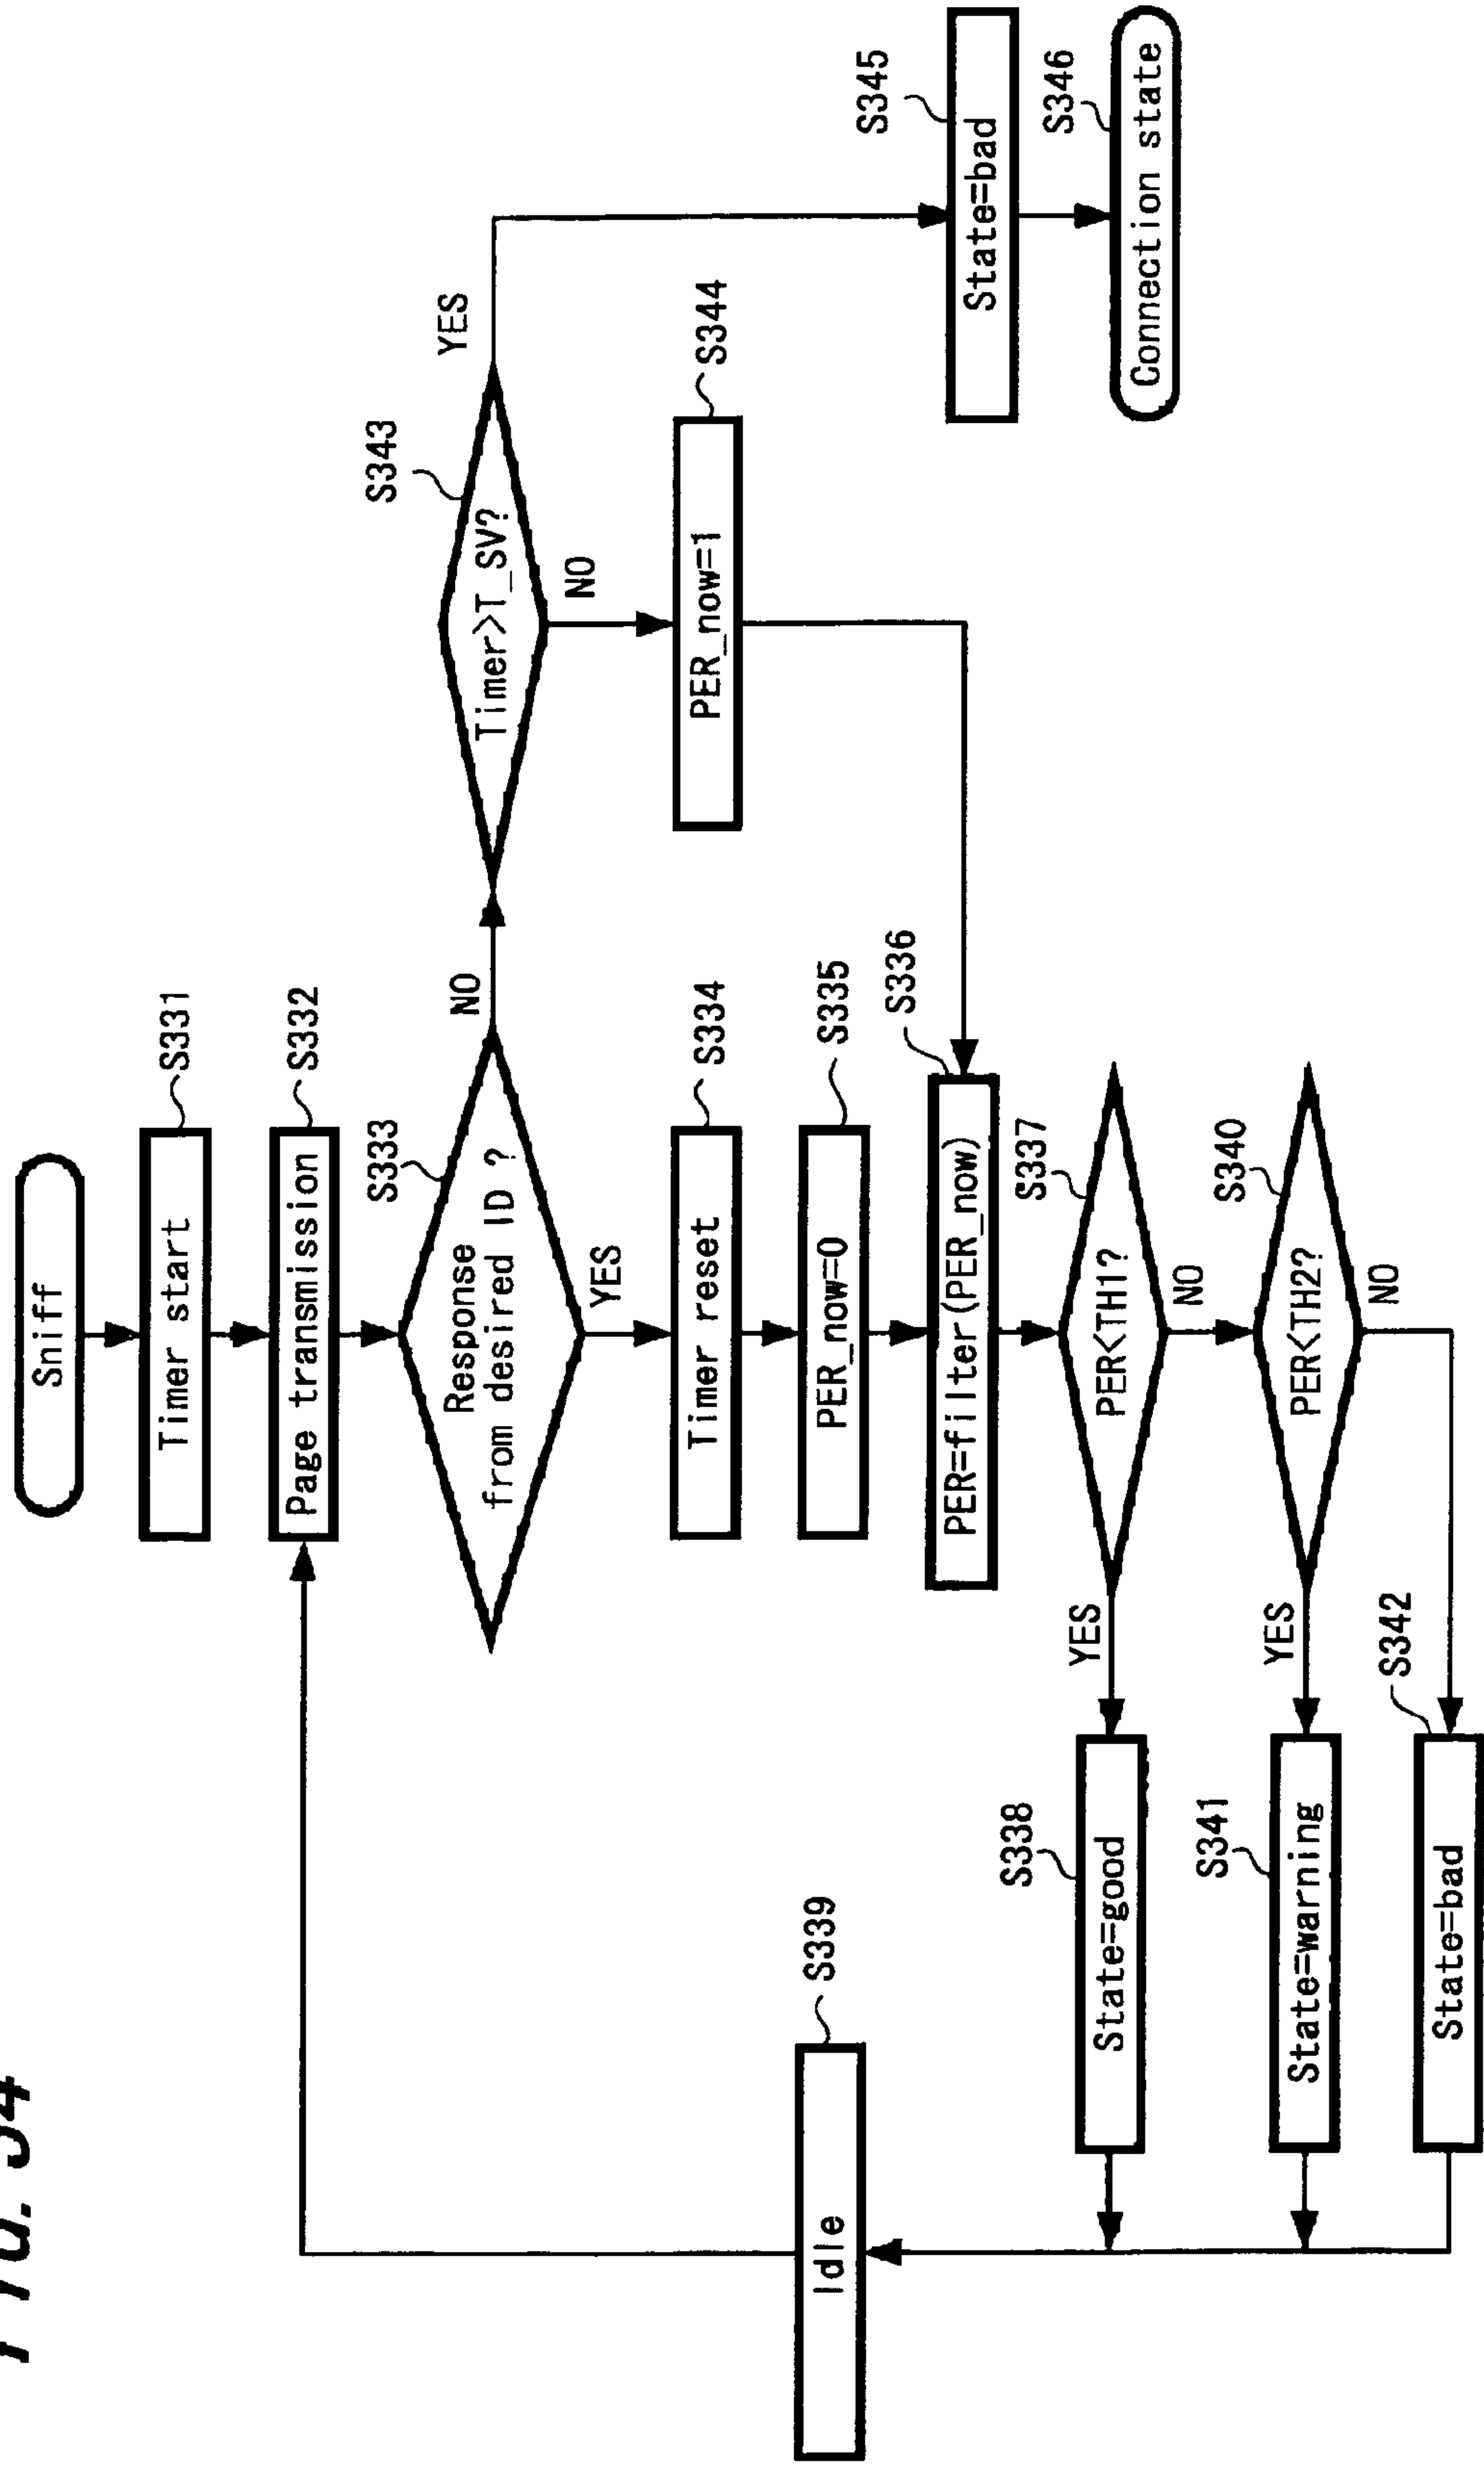 FIG. 34
Sniff
Timer start
S331
Page transmission
S332
Response
from desired ID ?
S333
NO
YES
Timer>T_SV?
S343
YES
NO
Timer reset
S334
PER_now=1
S344
PER_now=0
S335
Idle
S339
PER=filter(PER_now)
S336
State=bad
S345
PER<TH1?
S337
YES
NO
State=good
S338
Connection state
S346
PER<TH2?
S340
YES
NO
State=warning
S341
State=bad
S342